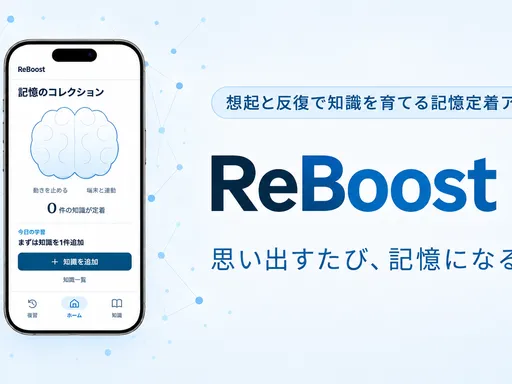 ReBoost
記憶のコレクション
動きを止める 端末と連動
0 件の知識が定着
今日の学習
まずは知識を1件追加
+ 知識を追加
知識一覧
復習 ホーム 知識
想起と反復で知識を育てる記憶定着ア
ReBoost
思い出すたび、記憶になる